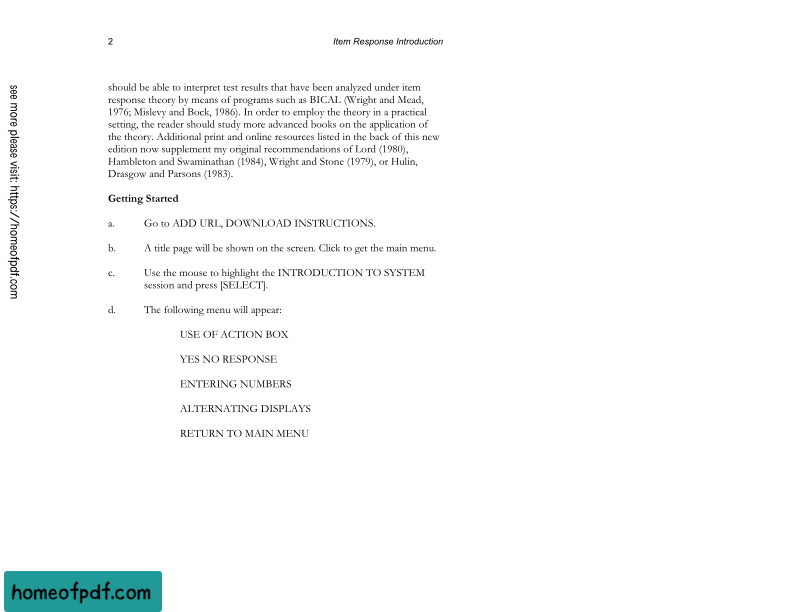 2 Item Response Introduction
should be able to interpret test results that have been analyzed under item
response theory by means of programs such as BICAL (Wright and Mead,
1976; Mislevy and Bock, 1986). In order to employ the theory in a practical
setting, the reader should study more advanced books on the application of
the theory. Additional print and online resources listed in the back of this new
edition now supplement my original recommendations of Lord (1980),
Hambleton and Swaminathan (1984), Wright and Stone (1979), or Hulin,
Drasgow and Parsons (1983).
Getting Started
a. Go to ADD URL, DOWNLOAD INSTRUCTIONS.
b. A title page will be shown on the screen. Click to get the main menu.
c. Use the mouse to highlight the INTRODUCTION TO SYSTEM
session and press [SELECT].
d. The following menu will appear:
USE OF ACTION BOX
YES NO RESPONSE
ENTERING NUMBERS
ALTERNATING DISPLAYS
RETURN TO MAIN MENU
see more please visit: https://homeofpdf.com
homeofpdf.com